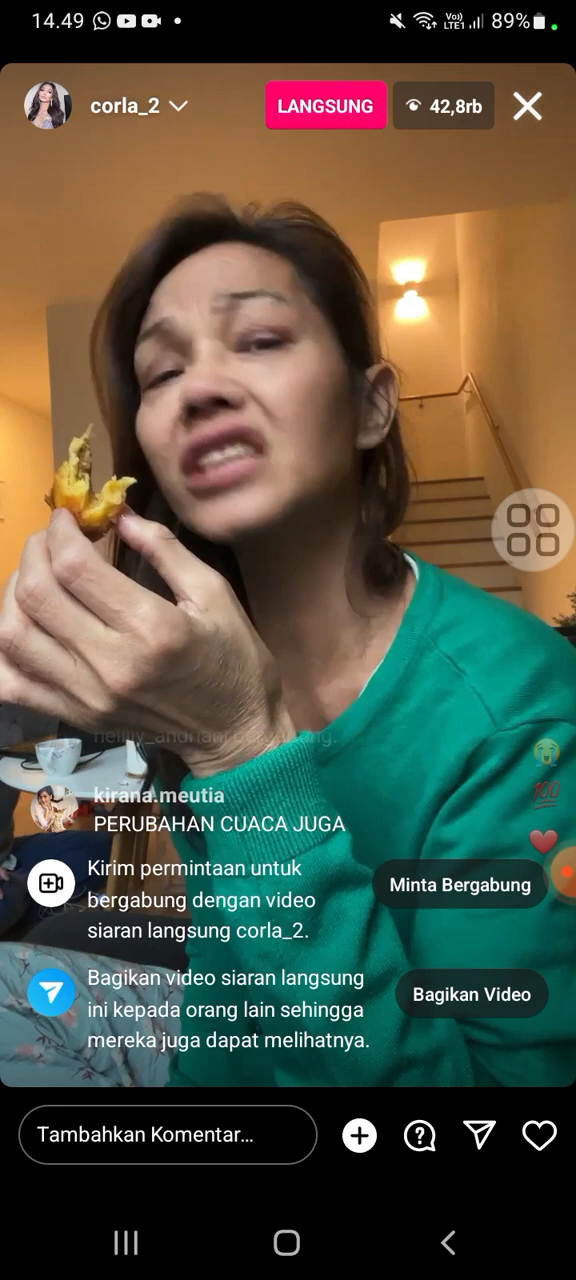 14.49
Vo))
LTE1
89%
corla_2
LANGSUNG
42,8rb
kirana.meutia
PERUBAHAN CUACA JUGA
Kirim permintaan untuk
bergabung dengan video
siaran langsung corla_2.
Minta Bergabung
Bagikan video siaran langsung
ini kepada orang lain sehingga
mereka juga dapat melihatnya.
Bagikan Video
Tambahkan Komentar...